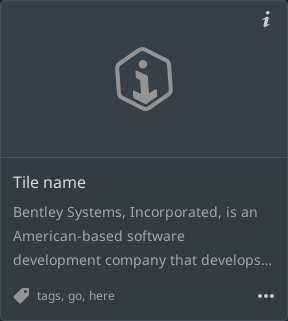 Tile name
Bentley Systems, Incorporated, is an
American-based software
development company that develops...
tags, go, here